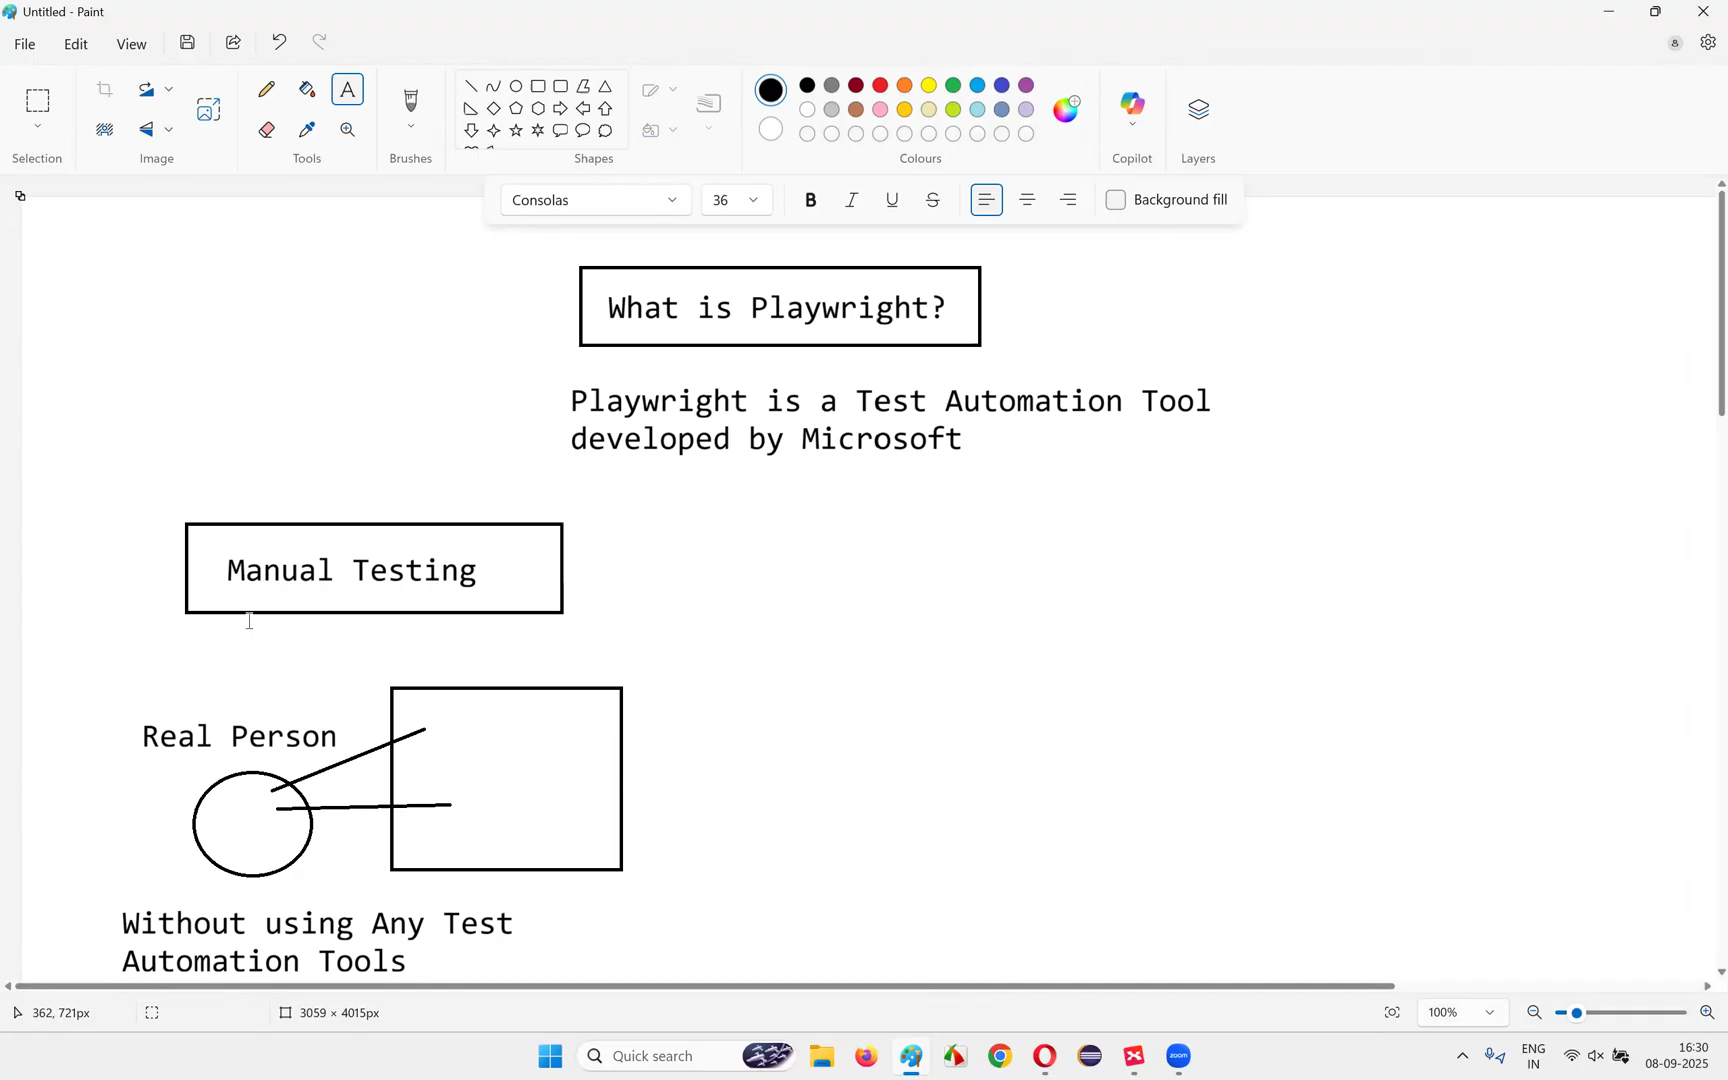 Untitled - Paint
File Edit View
Selection Image Tools Brushes Shapes Colours Copilot Layers
Consolas 36 B I U S Background fill
What is Playwright?
Playwright is a Test Automation Tool
developed by Microsoft
Manual Testing
Real Person
Without using Any Test
Automation Tools
362, 721px 3059 × 4015px 100%
Quick search zoom ENG IN 16:30 08-09-2025